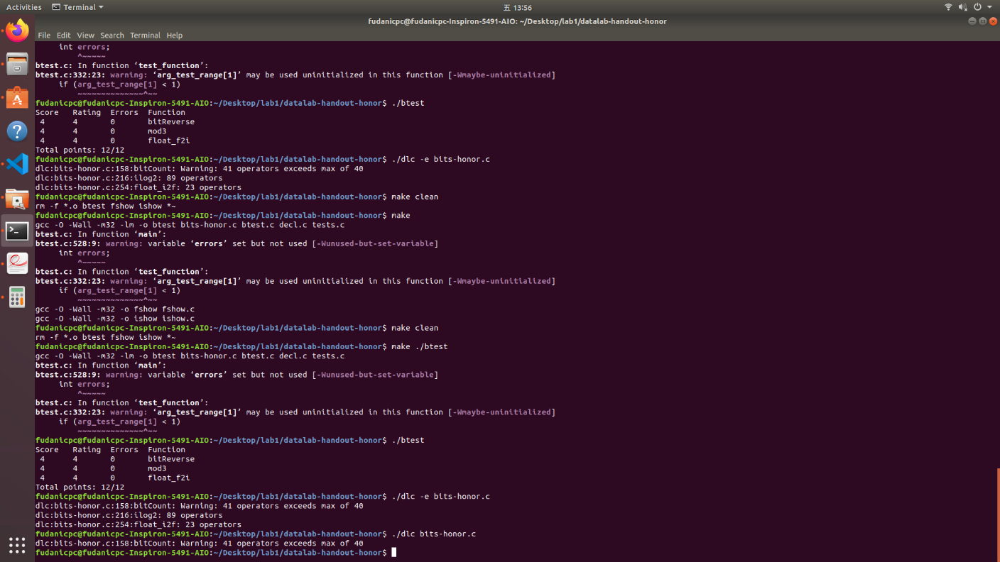 Activities Terminal 五 13:56
fudanicpc@fudanicpc-Inspiron-5491-AIO: ~/Desktop/lab1/datalab-handout-honor
File Edit View Search Terminal Help
int errors;
^~~~~~
btest.c: In function ‘test_function’:
btest.c:332:23: warning: ‘arg_test_range[1]’ may be used uninitialized in this function [-Wmaybe-uninitialized]
if (arg_test_range[1] < 1)
~~~~~~~~~~~~~~^~~
fudanicpc@fudanicpc-Inspiron-5491-AIO:~/Desktop/lab1/datalab-handout-honor$ ./btest
Score Rating Errors Function
4 4 0 bitReverse
4 4 0 mod3
4 4 0 float_f2i
Total points: 12/12
fudanicpc@fudanicpc-Inspiron-5491-AIO:~/Desktop/lab1/datalab-handout-honor$ ./dlc -e bits-honor.c
dlc:bits-honor.c:158:bitCount: Warning: 41 operators exceeds max of 40
dlc:bits-honor.c:216:ilog2: 89 operators
dlc:bits-honor.c:254:float_i2f: 23 operators
fudanicpc@fudanicpc-Inspiron-5491-AIO:~/Desktop/lab1/datalab-handout-honor$ make clean
rm -f *.o btest fshow ishow *~
fudanicpc@fudanicpc-Inspiron-5491-AIO:~/Desktop/lab1/datalab-handout-honor$ make
gcc -O -Wall -m32 -lm -o btest bits-honor.c btest.c decl.c tests.c
btest.c: In function ‘main’:
btest.c:528:9: warning: variable ‘errors’ set but not used [-Wunused-but-set-variable]
int errors;
^~~~~~
btest.c: In function ‘test_function’:
btest.c:332:23: warning: ‘arg_test_range[1]’ may be used uninitialized in this function [-Wmaybe-uninitialized]
if (arg_test_range[1] < 1)
~~~~~~~~~~~~~~^~~
gcc -O -Wall -m32 -o fshow fshow.c
gcc -O -Wall -m32 -o ishow ishow.c
fudanicpc@fudanicpc-Inspiron-5491-AIO:~/Desktop/lab1/datalab-handout-honor$ make clean
rm -f *.o btest fshow ishow *~
fudanicpc@fudanicpc-Inspiron-5491-AIO:~/Desktop/lab1/datalab-handout-honor$ make ./btest
gcc -O -Wall -m32 -lm -o btest bits-honor.c btest.c decl.c tests.c
btest.c: In function ‘main’:
btest.c:528:9: warning: variable ‘errors’ set but not used [-Wunused-but-set-variable]
int errors;
^~~~~~
btest.c: In function ‘test_function’:
btest.c:332:23: warning: ‘arg_test_range[1]’ may be used uninitialized in this function [-Wmaybe-uninitialized]
if (arg_test_range[1] < 1)
~~~~~~~~~~~~~~^~~
fudanicpc@fudanicpc-Inspiron-5491-AIO:~/Desktop/lab1/datalab-handout-honor$ ./btest
Score Rating Errors Function
4 4 0 bitReverse
4 4 0 mod3
4 4 0 float_f2i
Total points: 12/12
fudanicpc@fudanicpc-Inspiron-5491-AIO:~/Desktop/lab1/datalab-handout-honor$ ./dlc -e bits-honor.c
dlc:bits-honor.c:158:bitCount: Warning: 41 operators exceeds max of 40
dlc:bits-honor.c:216:ilog2: 89 operators
dlc:bits-honor.c:254:float_i2f: 23 operators
fudanicpc@fudanicpc-Inspiron-5491-AIO:~/Desktop/lab1/datalab-handout-honor$ ./dlc bits-honor.c
dlc:bits-honor.c:158:bitCount: Warning: 41 operators exceeds max of 40
fudanicpc@fudanicpc-Inspiron-5491-AIO:~/Desktop/lab1/datalab-handout-honor$